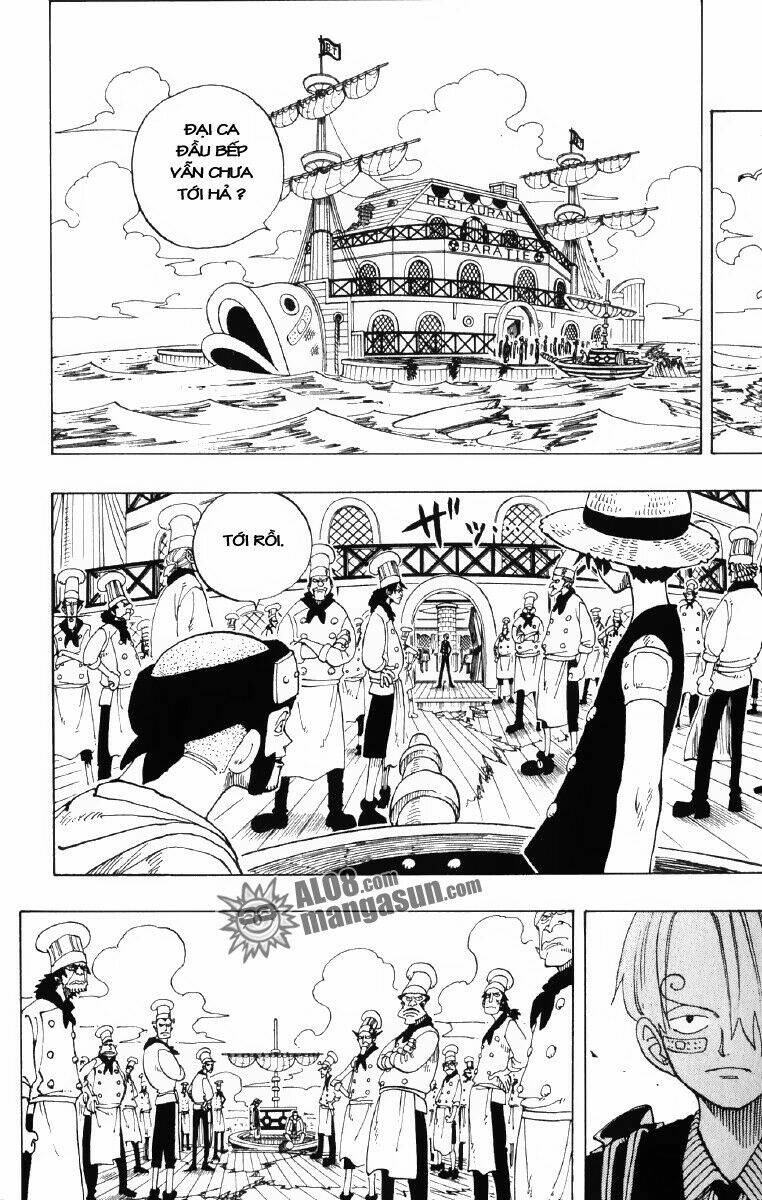 ĐẠI CA
ĐẦU BẾP
VẪN CHƯA
TỚI HẢ ?
RESTAURANT
BARATIE
TỚI RỒI.
ザッ
AL08.com
mangasun.com